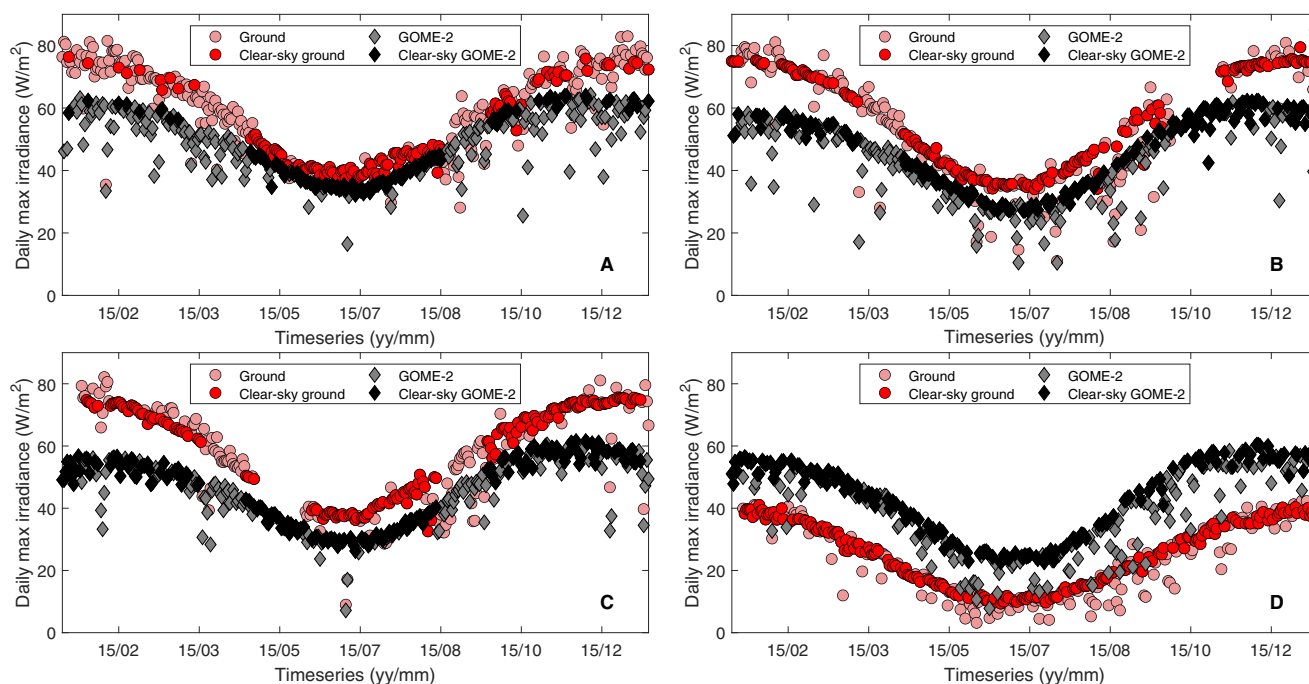 Daily max irradiance (W/m²)
80
60
40
20
0
Ground
GOME-2
Clear-sky ground
Clear-sky GOME-2
A
15/02
15/03
15/05
15/07
15/08
15/10
15/12
Timeseries (yy/mm)
Daily max irradiance (W/m²)
80
60
40
20
0
Ground
GOME-2
Clear-sky ground
Clear-sky GOME-2
B
15/02
15/03
15/05
15/07
15/08
15/10
15/12
Timeseries (yy/mm)
Daily max irradiance (W/m²)
80
60
40
20
0
Ground
GOME-2
Clear-sky ground
Clear-sky GOME-2
C
15/02
15/03
15/05
15/07
15/08
15/10
15/12
Timeseries (yy/mm)
Daily max irradiance (W/m²)
80
60
40
20
0
Ground
GOME-2
Clear-sky ground
Clear-sky GOME-2
D
15/02
15/03
15/05
15/07
15/08
15/10
15/12
Timeseries (yy/mm)